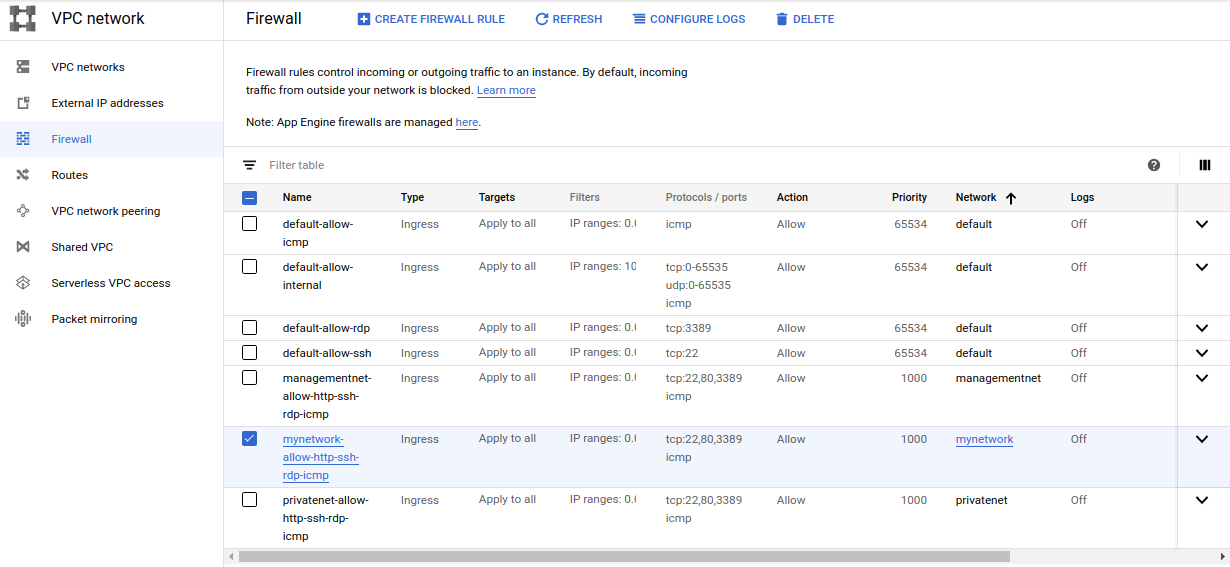 VPC network
Firewall
CREATE FIREWALL RULE
REFRESH
CONFIGURE LOGS
DELETE
VPC networks
External IP addresses
Firewall
Routes
VPC network peering
Shared VPC
Serverless VPC access
Packet mirroring
Firewall rules control incoming or outgoing traffic to an instance. By default, incoming
traffic from outside your network is blocked. Learn more
Note: App Engine firewalls are managed here.
Filter table
Name Type Targets Filters Protocols / ports Action Priority Network Logs
default-allow- Ingress Apply to all IP ranges: 0.( icmp Allow 65534 default Off
icmp
default-allow- Ingress Apply to all IP ranges: 10 tcp:0-65535 Allow 65534 default Off
internal udp:0-65535
icmp
default-allow-rdp Ingress Apply to all IP ranges: 0.( tcp:3389 Allow 65534 default Off
default-allow-ssh Ingress Apply to all IP ranges: 0.( tcp:22 Allow 65534 default Off
managementnet- Ingress Apply to all IP ranges: 0.( tcp:22,80,3389 Allow 1000 managementnet Off
allow-http-ssh- icmp
rdp-icmp
mynetwork- Ingress Apply to all IP ranges: 0.( tcp:22,80,3389 Allow 1000 mynetwork Off
allow-http-ssh- icmp
rdp-icmp
privatenet-allow- Ingress Apply to all IP ranges: 0.( tcp:22,80,3389 Allow 1000 privatenet Off
http-ssh-rdp- icmp
icmp